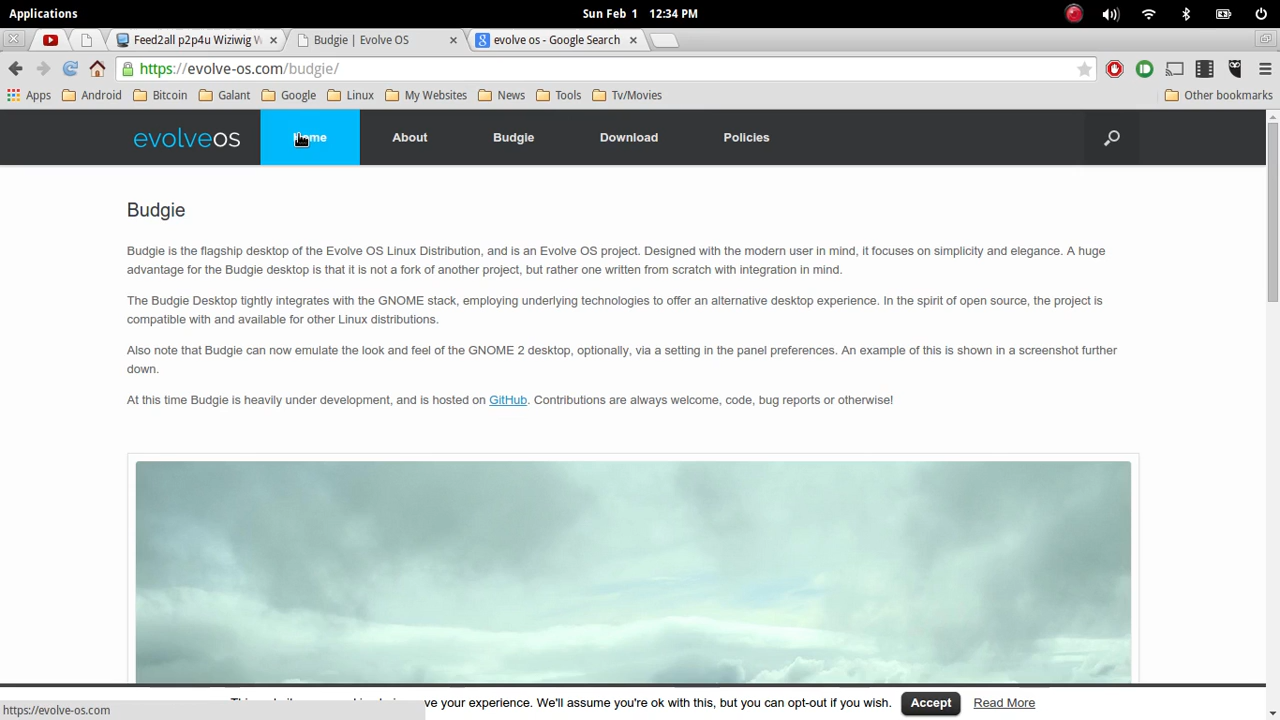 Applications
Sun Feb 1 12:34 PM
Feed2all p2p4u Wiziwig
Budgie | Evolve OS
evolve os - Google Search
https://evolve-os.com/budgie/
Apps Android Bitcoin Galant Google Linux My Websites News Tools Tv/Movies Other bookmarks
evolveos Home About Budgie Download Policies
Budgie
Budgie is the flagship desktop of the Evolve OS Linux Distribution, and is an Evolve OS project. Designed with the modern user in mind, it focuses on simplicity and elegance. A huge
advantage for the Budgie desktop is that it is not a fork of another project, but rather one written from scratch with integration in mind.
The Budgie Desktop tightly integrates with the GNOME stack, employing underlying technologies to offer an alternative desktop experience. In the spirit of open source, the project is
compatible with and available for other Linux distributions.
Also note that Budgie can now emulate the look and feel of the GNOME 2 desktop, optionally, via a setting in the panel preferences. An example of this is shown in a screenshot further
down.
At this time Budgie is heavily under development, and is hosted on GitHub. Contributions are always welcome, code, bug reports or otherwise!
your experience. We'll assume you're ok with this, but you can opt-out if you wish. Accept Read More
https://evolve-os.com